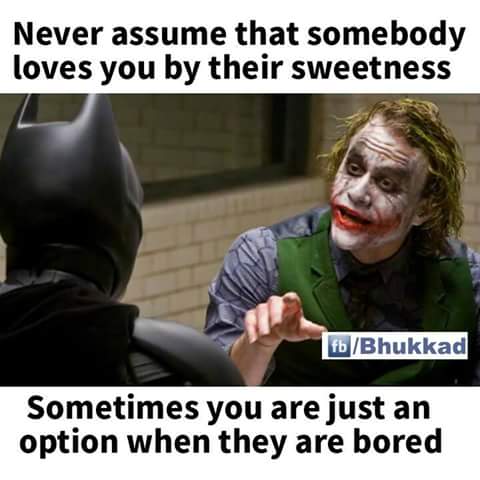 Never assume that somebody
loves you by their sweetness
fb/Bhukkad
Sometimes you are just an
option when they are bored